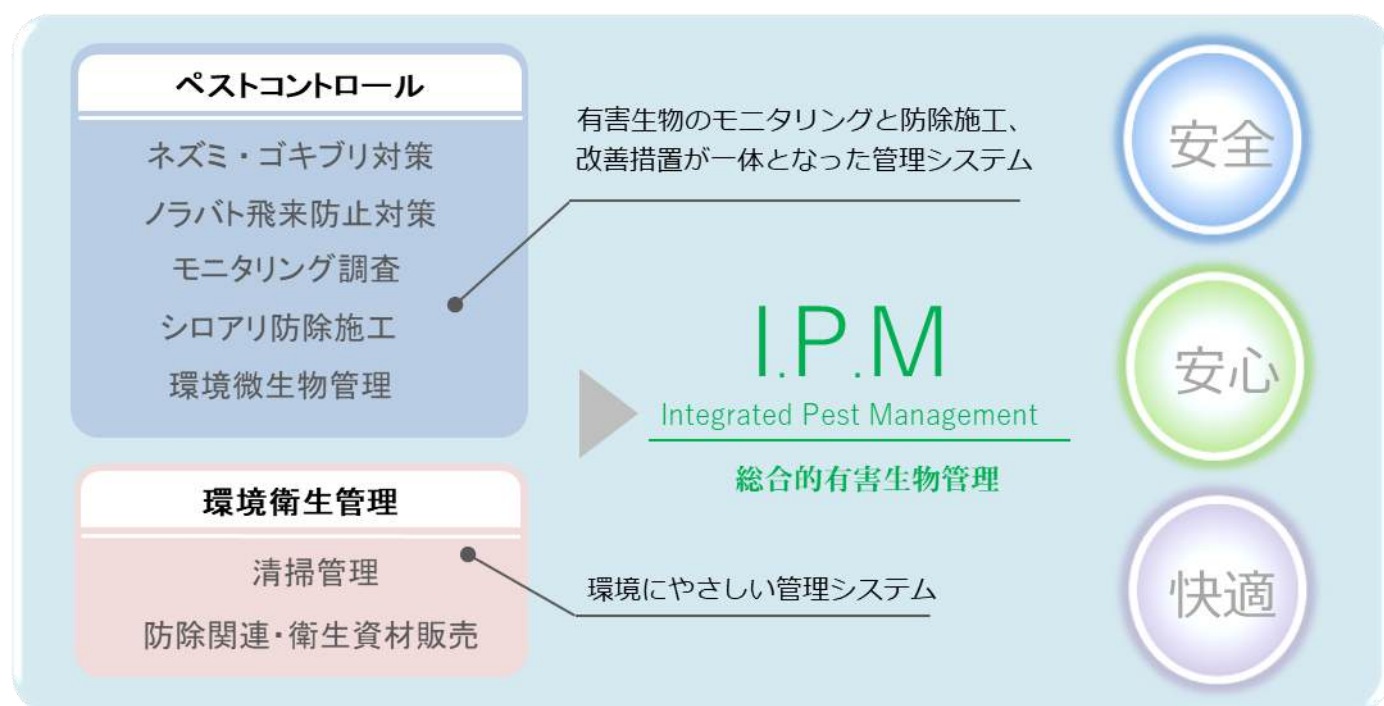 ペストコントロール
ネズミ・ゴキブリ対策
ノラバト飛来防止対策
モニタリング調査
シロアリ防除施工
環境微生物管理
環境衛生管理
清掃管理
防除関連・衛生資材販売
有害生物のモニタリングと防除施工、
改善措置が一体となった管理システム
I.P.M
Integrated Pest Management
総合的有害生物管理
環境にやさしい管理システム
安全
安心
快適